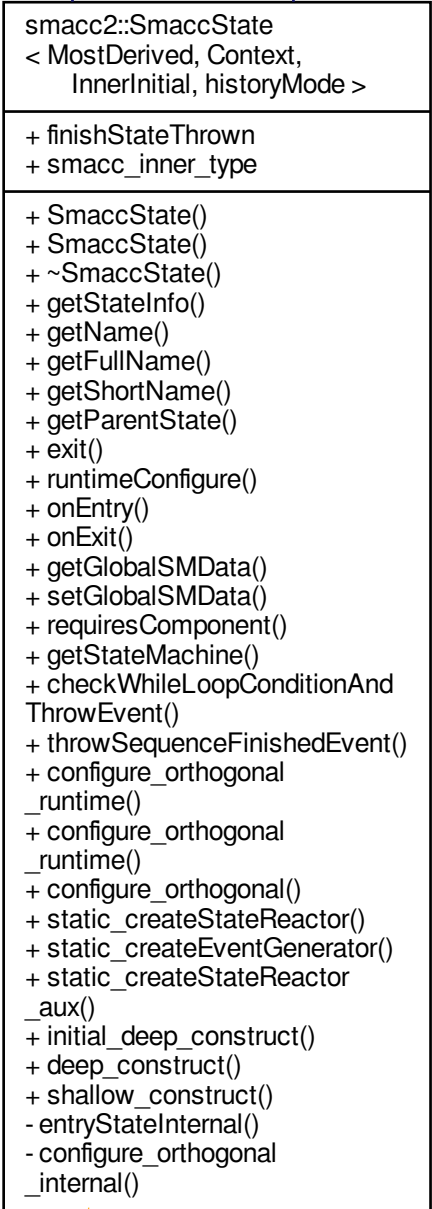 smacc2::SmaccState
< MostDerived, Context,
InnerInitial, historyMode >
+ finishStateThrown
+ smacc_inner_type
+ SmaccState()
+ SmaccState()
+ ~SmaccState()
+ getStateInfo()
+ getName()
+ getFullName()
+ getShortName()
+ getParentState()
+ exit()
+ runtimeConfigure()
+ onEntry()
+ onExit()
+ getGlobalSMData()
+ setGlobalSMData()
+ requiresComponent()
+ getStateMachine()
+ checkWhileLoopConditionAnd
ThrowEvent()
+ throwSequenceFinishedEvent()
+ configure_orthogonal
_runtime()
+ configure_orthogonal
_runtime()
+ configure_orthogonal()
+ static_createStateReactor()
+ static_createEventGenerator()
+ static_createStateReactor
_aux()
+ initial_deep_construct()
+ deep_construct()
+ shallow_construct()
- entryStateInternal()
- configure_orthogonal
_internal()